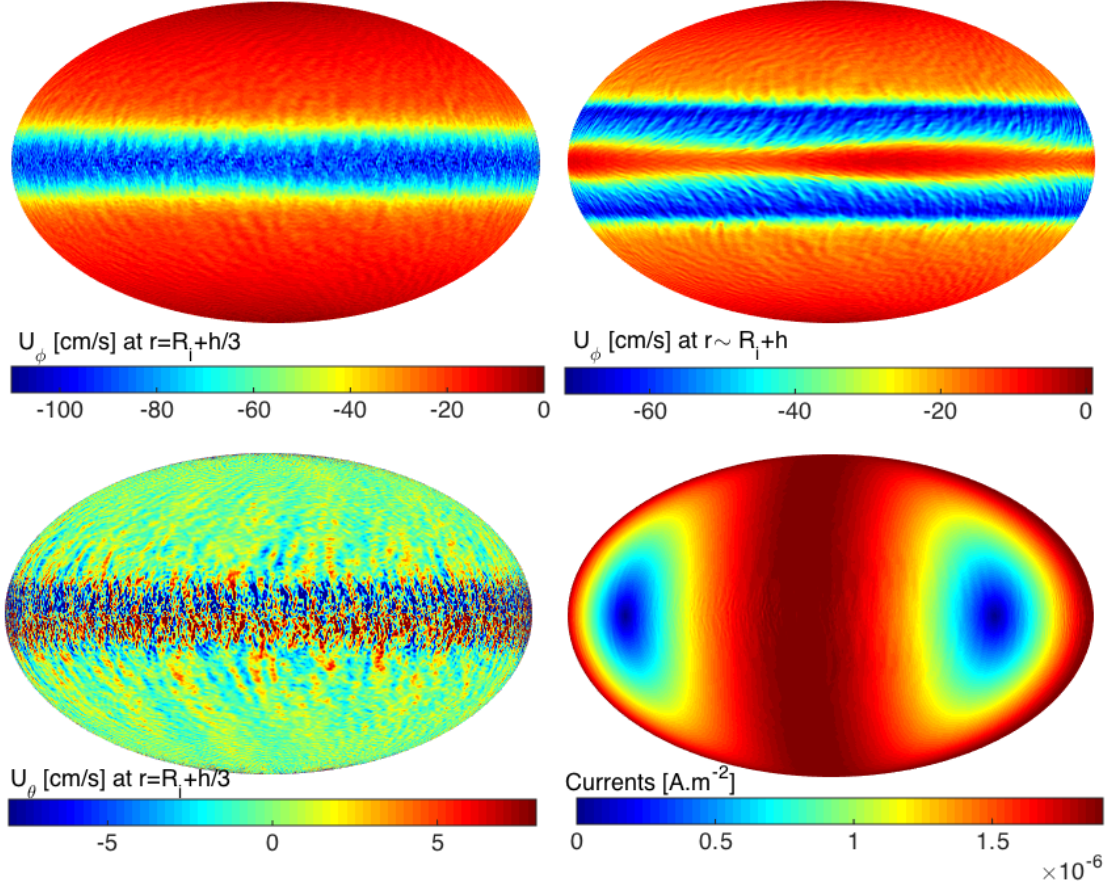 U_ϕ [cm/s] at r=R_i+h/3
-100 -80 -60 -40 -20 0
U_ϕ [cm/s] at r∼ R_i+h
-60 -40 -20 0
U_θ [cm/s] at r=R_i+h/3
-5 0 5
Currents [A.m⁻²]
0 0.5 1 1.5
×10⁻⁶